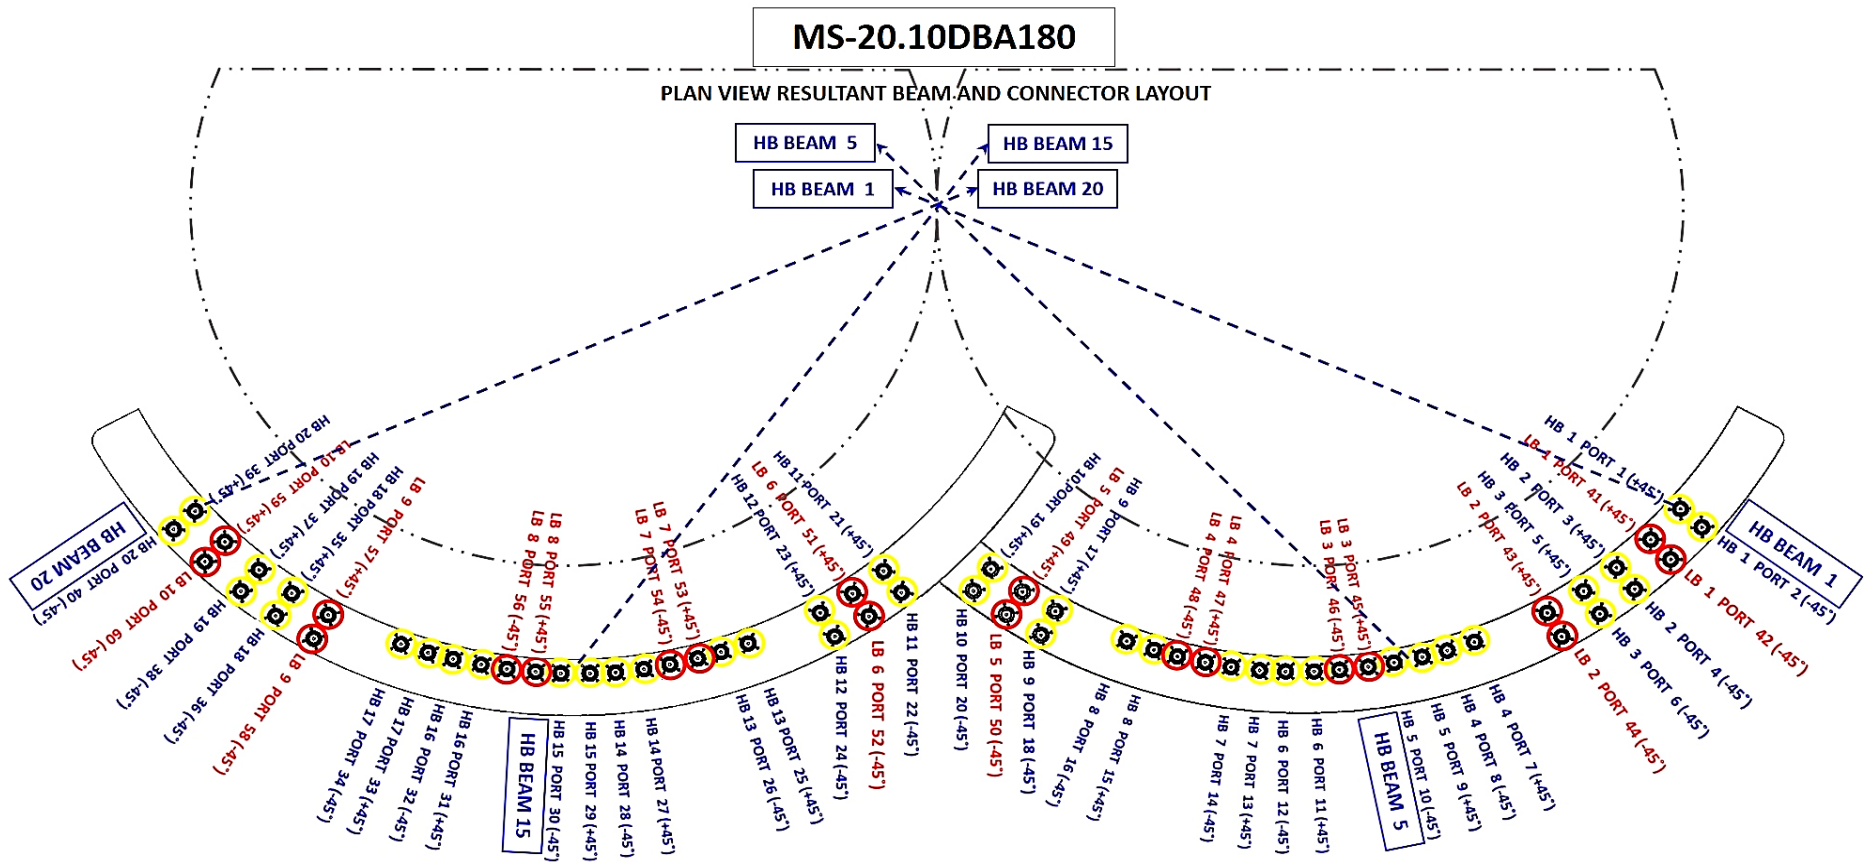 MS-20.10DBA180
PLAN VIEW RESULTANT BEAM AND CONNECTOR LAYOUT
HB BEAM 5
HB BEAM 15
HB BEAM 1
HB BEAM 20
HB BEAM 20
HB 20 PORT 39 (+45°)
HB 20 PORT 40 (-45°)
LB 10 PORT 59 (+45°)
LB 10 PORT 60 (-45°)
HB 19 PORT 37 (+45°)
HB 19 PORT 38 (-45°)
HB 18 PORT 35 (+45°)
HB 18 PORT 36 (-45°)
LB 9 PORT 57 (+45°)
LB 9 PORT 58 (-45°)
HB 17 PORT 34 (-45°)
HB 17 PORT 33 (+45°)
HB 16 PORT 32 (-45°)
HB 16 PORT 31 (+45°)
LB 8 PORT 56 (-45°)
LB 8 PORT 55 (+45°)
HB BEAM 15
HB 15 PORT 30 (-45°)
HB 15 PORT 29 (+45°)
HB 14 PORT 28 (-45°)
HB 14 PORT 27 (+45°)
LB 7 PORT 54 (-45°)
LB 7 PORT 53 (+45°)
HB 13 PORT 26 (-45°)
HB 13 PORT 25 (+45°)
HB 12 PORT 23 (+45°)
HB 12 PORT 24 (-45°)
LB 6 PORT 51 (+45°)
LB 6 PORT 52 (-45°)
HB 11 PORT 21 (+45°)
HB 11 PORT 22 (-45°)
HB 10 PORT 19 (+45°)
HB 10 PORT 20 (-45°)
LB 5 PORT 49 (+45°)
LB 5 PORT 50 (-45°)
HB 9 PORT 17 (+45°)
HB 9 PORT 18 (-45°)
HB 8 PORT 16 (-45°)
HB 8 PORT 15 (+45°)
LB 4 PORT 48 (-45°)
LB 4 PORT 47 (+45°)
HB 7 PORT 14 (-45°)
HB 7 PORT 13 (+45°)
HB 6 PORT 12 (-45°)
HB 6 PORT 11 (+45°)
LB 3 PORT 46 (-45°)
LB 3 PORT 45 (+45°)
HB BEAM 5
HB 5 PORT 10 (-45°)
HB 5 PORT 9 (+45°)
HB 4 PORT 8 (-45°)
HB 4 PORT 7 (+45°)
LB 2 PORT 43 (+45°)
LB 2 PORT 44 (-45°)
HB 3 PORT 5 (+45°)
HB 3 PORT 6 (-45°)
HB 2 PORT 3 (+45°)
HB 2 PORT 4 (-45°)
LB 1 PORT 41 (+45°)
LB 1 PORT 42 (-45°)
HB 1 PORT 1 (+45°)
HB 1 PORT 2 (-45°)
HB BEAM 1